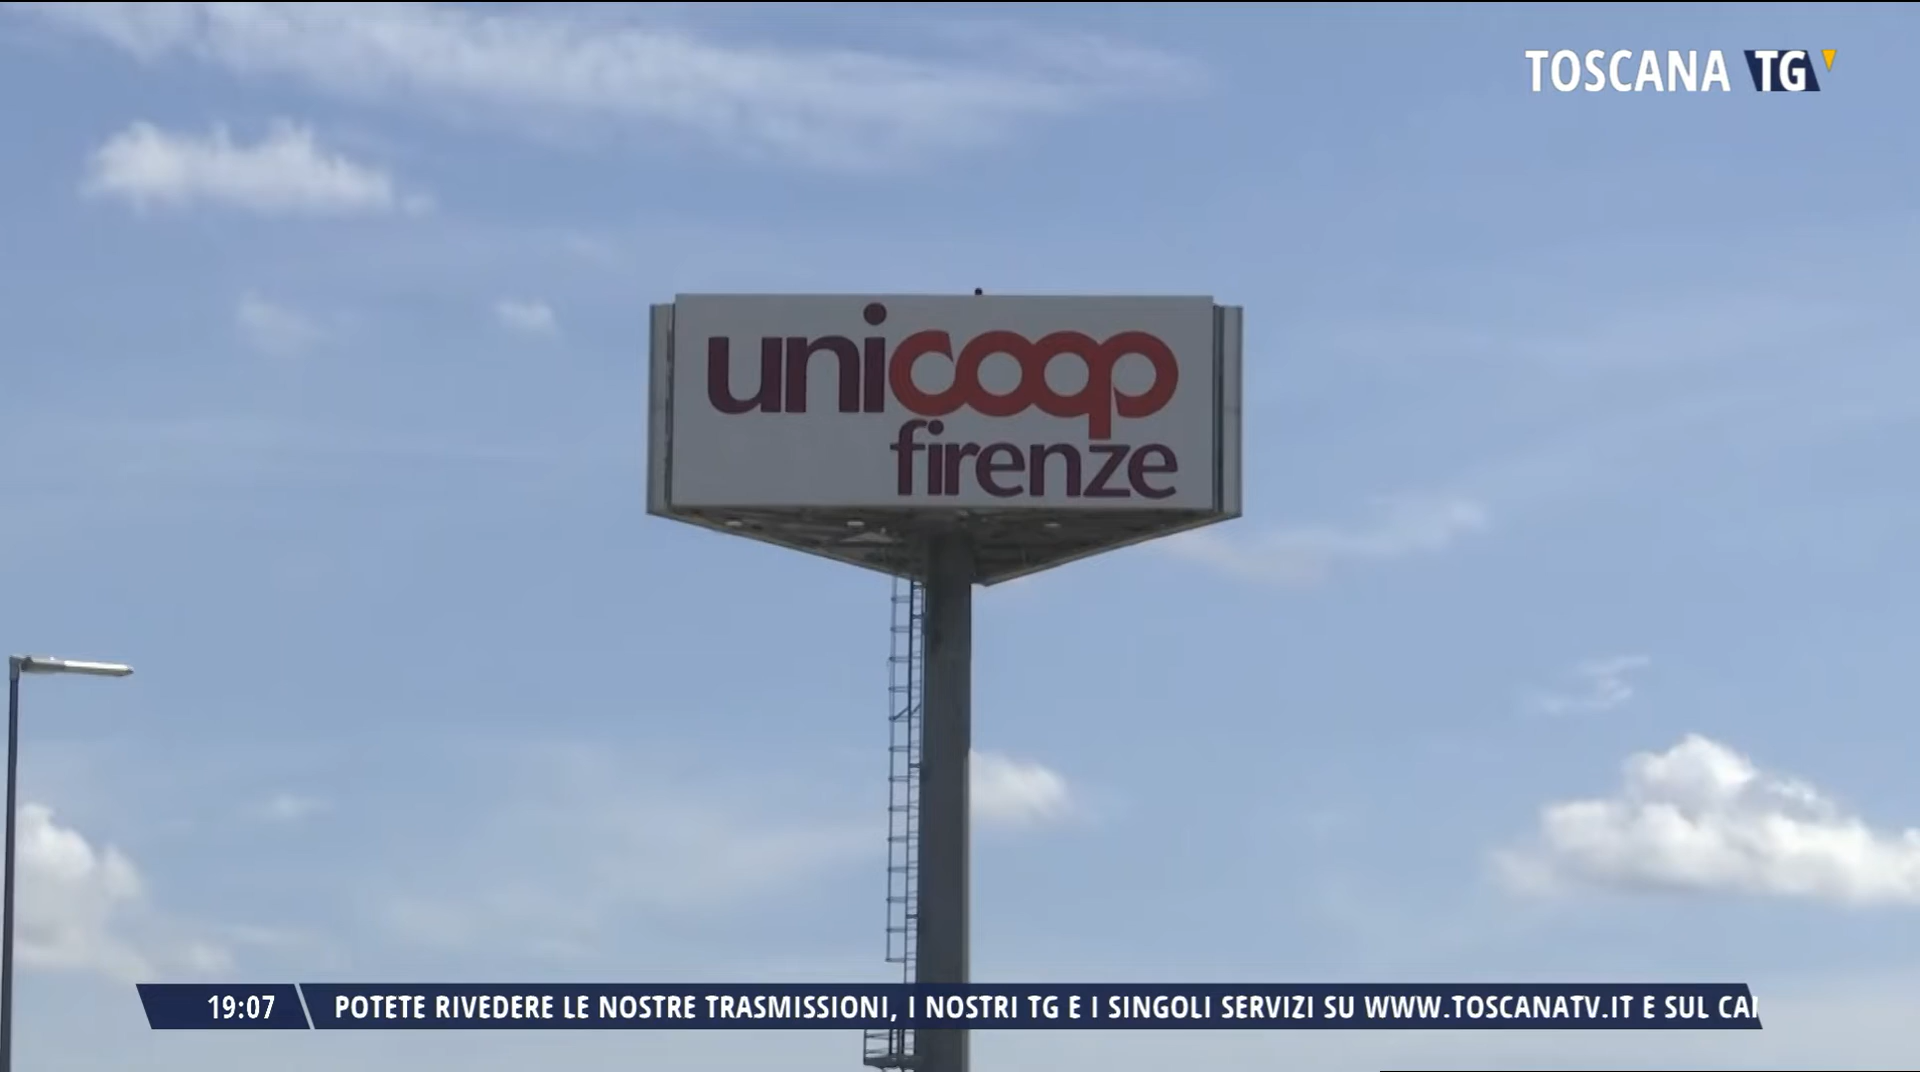 TOSCANA TG
unicoop
firenze
19:07 POTETE RIVEDERE LE NOSTRE TRASMISSIONI, I NOSTRI TG E I SINGOLI SERVIZI SU WWW.TOSCANATV.IT E SUL